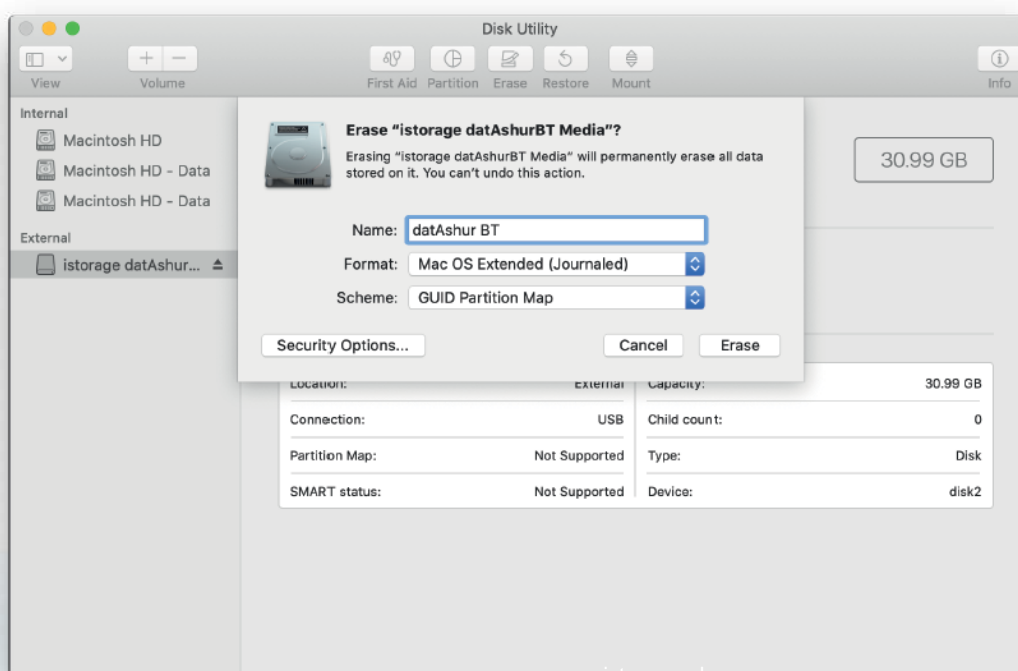 Disk Utility
View
Volume
First Aid
Partition
Erase
Restore
Mount
Info
Internal
Macintosh HD
Macintosh HD - Data
Macintosh HD - Data
External
istorage datAshur...
Erase “istorage datAshurBT Media”?
Erasing “istorage datAshurBT Media” will permanently erase all data
stored on it. You can’t undo this action.
Name: datAshur BT
Format: Mac OS Extended (Journaled)
Scheme: GUID Partition Map
Security Options...
Cancel
Erase
30.99 GB
Location: External
Capacity: 30.99 GB
Connection: USB
Child count: 0
Partition Map: Not Supported
Type: Disk
SMART status: Not Supported
Device: disk2